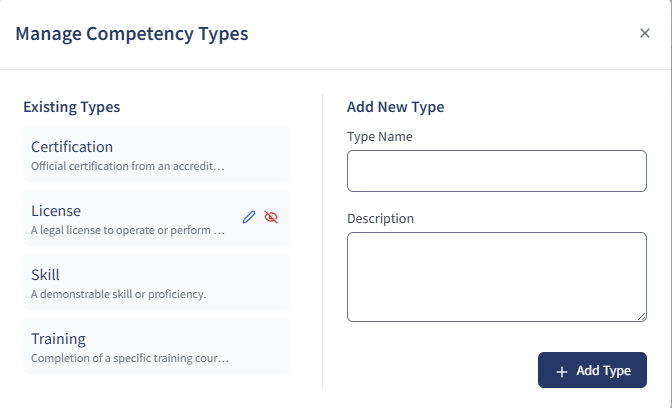 Manage Competency Types
Existing Types
Certification
Official certification from an accredit...
License
A legal license to operate or perform ...
Skill
A demonstrable skill or proficiency.
Training
Completion of a specific training cour...
Add New Type
Type Name
Description
Add Type